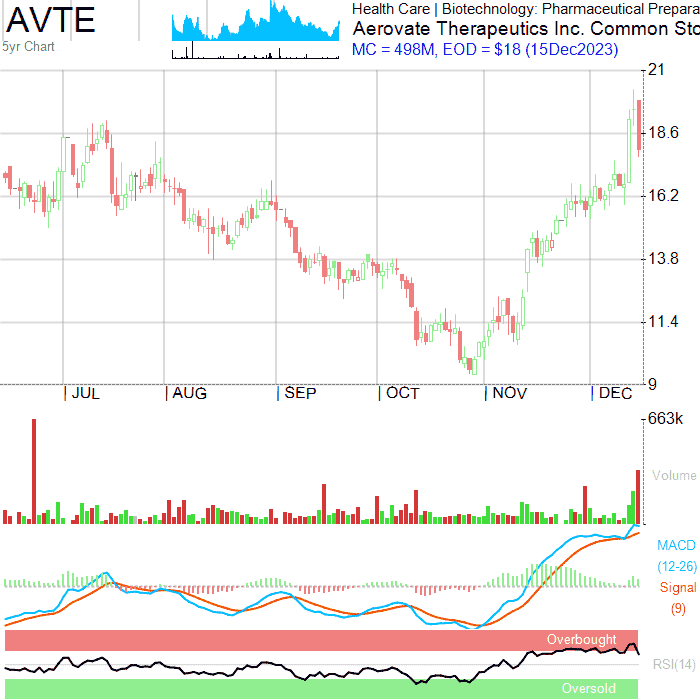 AVTE
5yr Chart
Health Care | Biotechnology: Pharmaceutical Prepara
Aerovate Therapeutics Inc. Common Sto
MC = 498M, EOD = $18 (15Dec2023)
21
18.6
16.2
13.8
11.4
9
| JUL | AUG | SEP | OCT | NOV | DEC
663k
Volume
MACD
(12-26)
Signal
(9)
Overbought
RSI(14)
Oversold